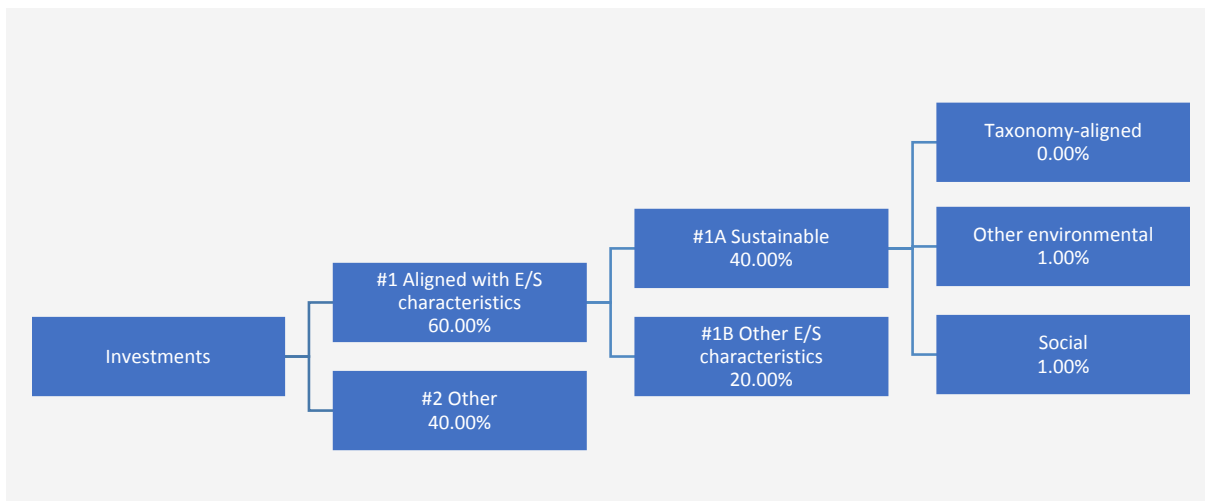 Investments
#1 Aligned with E/S
characteristics
60.00%
#2 Other
40.00%
#1A Sustainable
40.00%
#1B Other E/S
characteristics
20.00%
Taxonomy-aligned
0.00%
Other environmental
1.00%
Social
1.00%